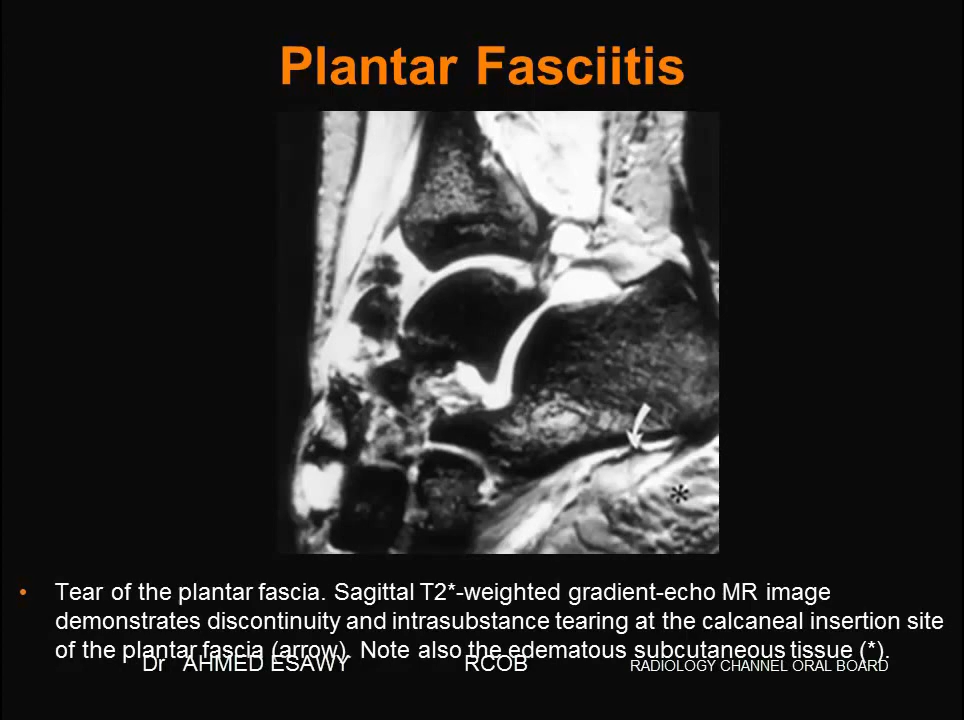 Plantar Fasciitis
*
• Tear of the plantar fascia. Sagittal T2*-weighted gradient-echo MR image
demonstrates discontinuity and intrasubstance tearing at the calcaneal insertion site
of the plantar fascia (arrow). Note also the edematous subcutaneous tissue (*).
Dr AHMED ESAWY RCOB RADIOLOGY CHANNEL ORAL BOARD